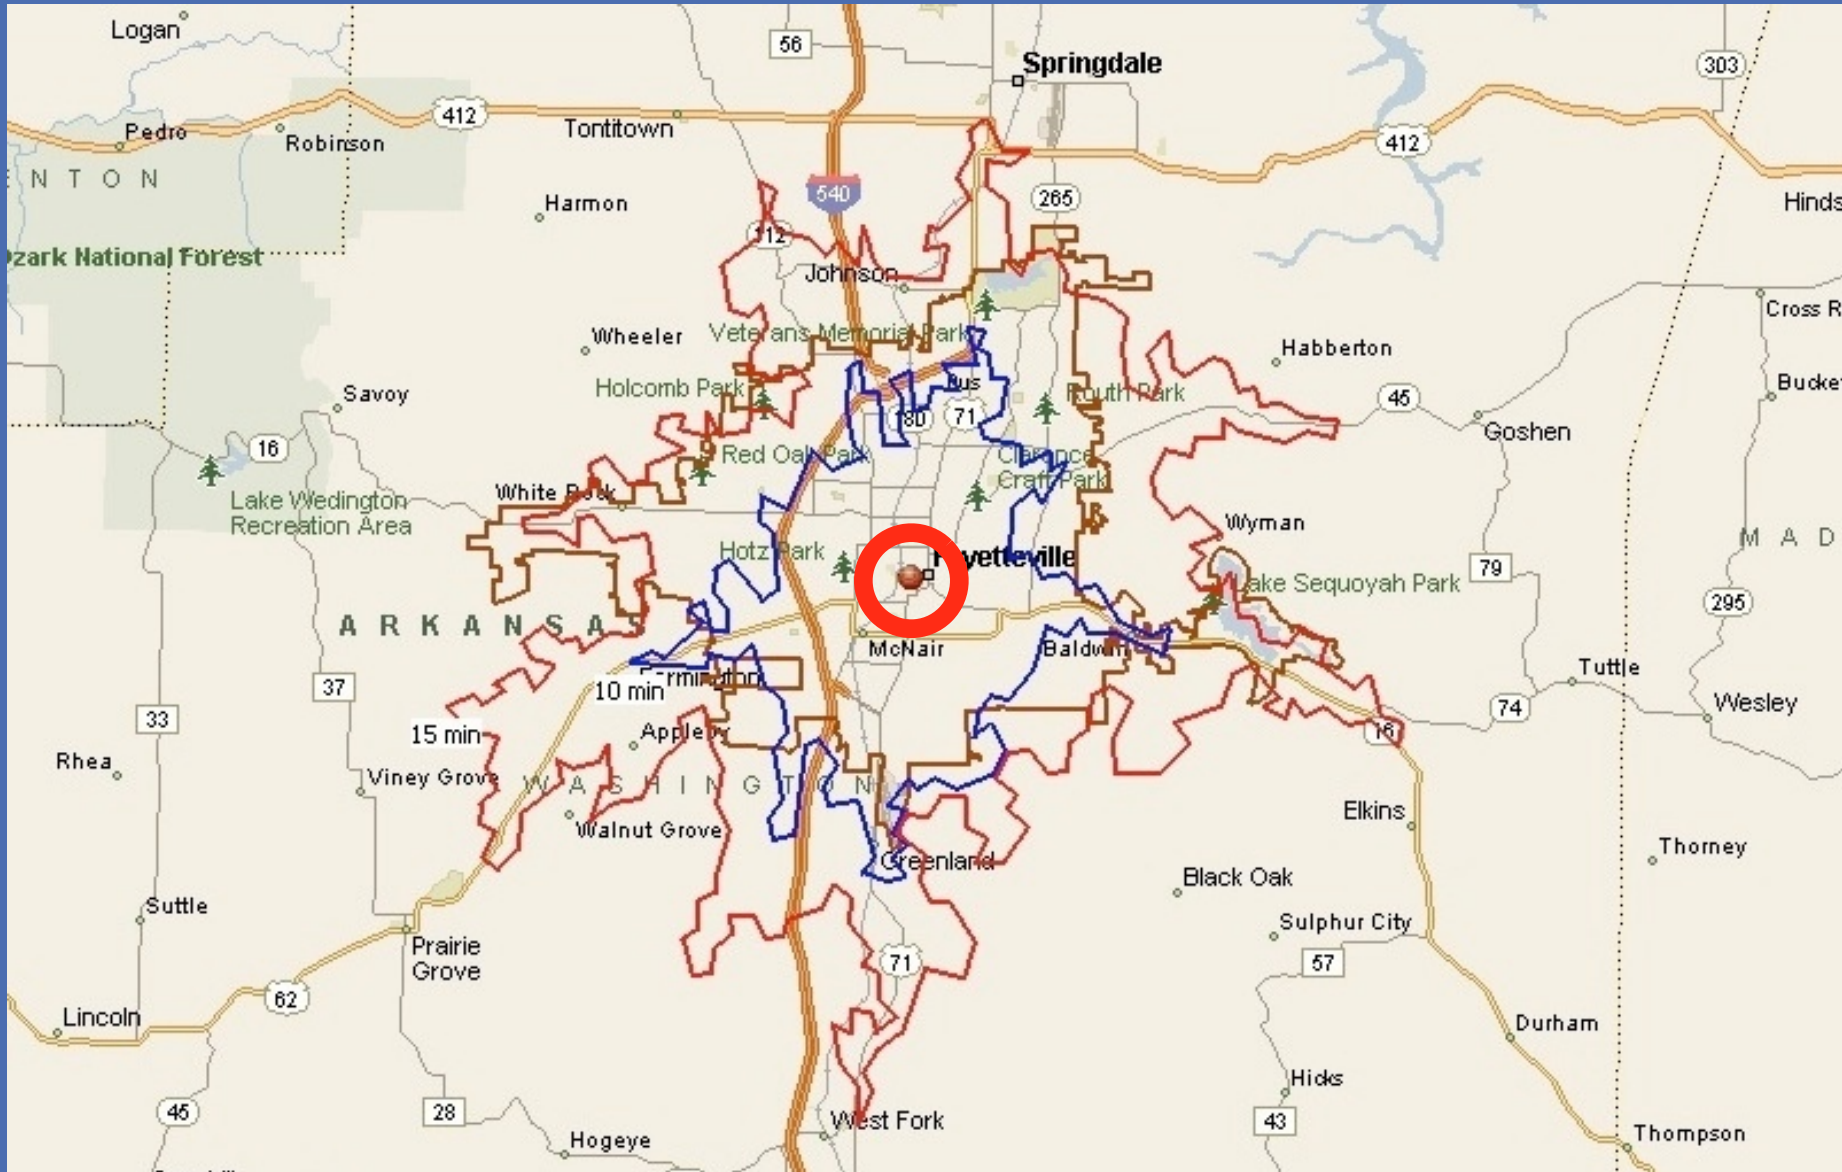 Logan
56
Springdale
303
412
Pedro
Robinson
Tontitown
412
E N T O N
540
265
Harmon
Hinds
112
Ozark National Forest
Johnson
Cross R
Wheeler
Veterans Memorial Park
Habberton
Holcomb Park
Bus
Routh Park
Bucke
Savoy
180
71
45
Goshen
16
Red Oak Park
Clarence
Craft Park
Lake Wedington
Recreation Area
White Rock
Wyman
M A D
Hotz Park
Fayetteville
79
Lake Sequoyah Park
295
A R K A N S A S
McNair
Baldwin
Tuttle
37
10 min
Farmington
33
15 min
Appleby
74
Wesley
16
Rhea
Viney Grove
W A S H I N G T O N
Elkins
Walnut Grove
Thorney
Greenland
Black Oak
Suttle
Sulphur City
Prairie
Grove
71
57
62
Lincoln
Durham
Hicks
45
28
West Fork
43
Thompson
Hogeye